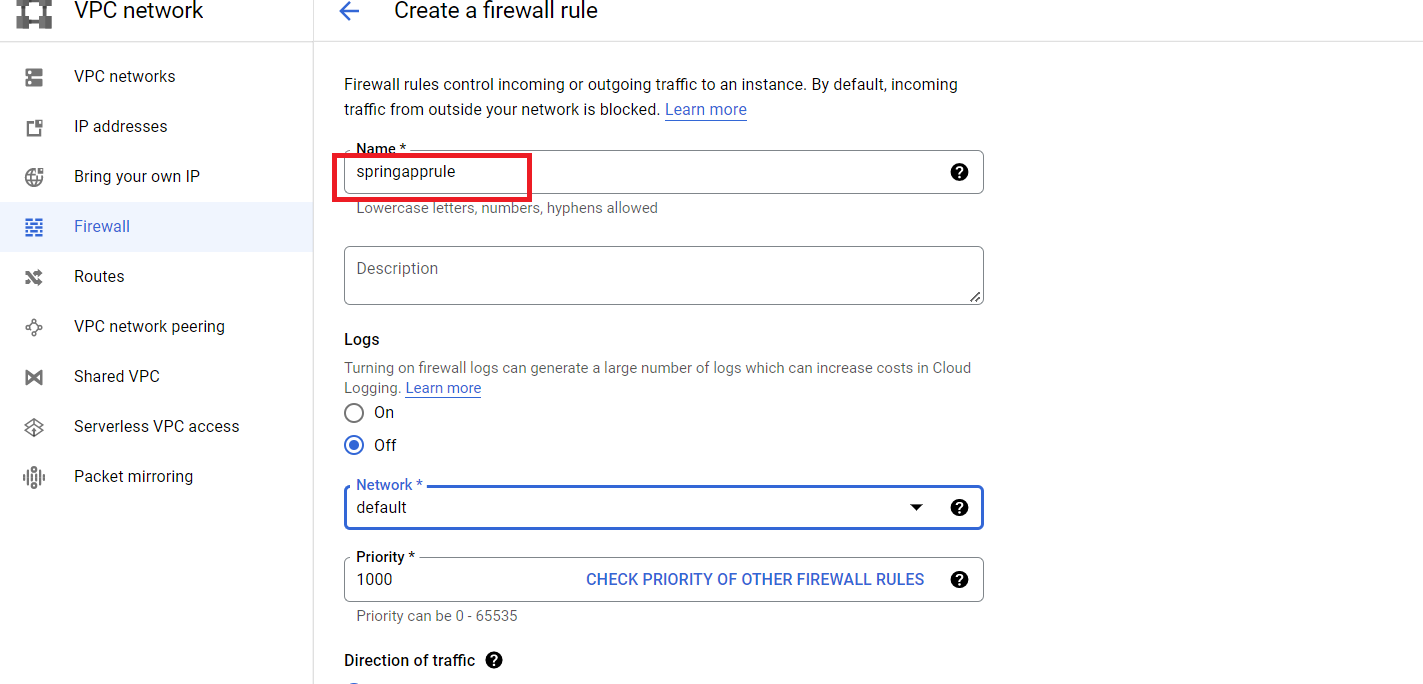 VPC network
Create a firewall rule
VPC networks
IP addresses
Bring your own IP
Firewall
Routes
VPC network peering
Shared VPC
Serverless VPC access
Packet mirroring
Firewall rules control incoming or outgoing traffic to an instance. By default, incoming
traffic from outside your network is blocked. Learn more
Name *
springapprule
Lowercase letters, numbers, hyphens allowed
Description
Logs
Turning on firewall logs can generate a large number of logs which can increase costs in Cloud
Logging. Learn more
On
Off
Network *
default
Priority *
1000 CHECK PRIORITY OF OTHER FIREWALL RULES
Priority can be 0 - 65535
Direction of traffic